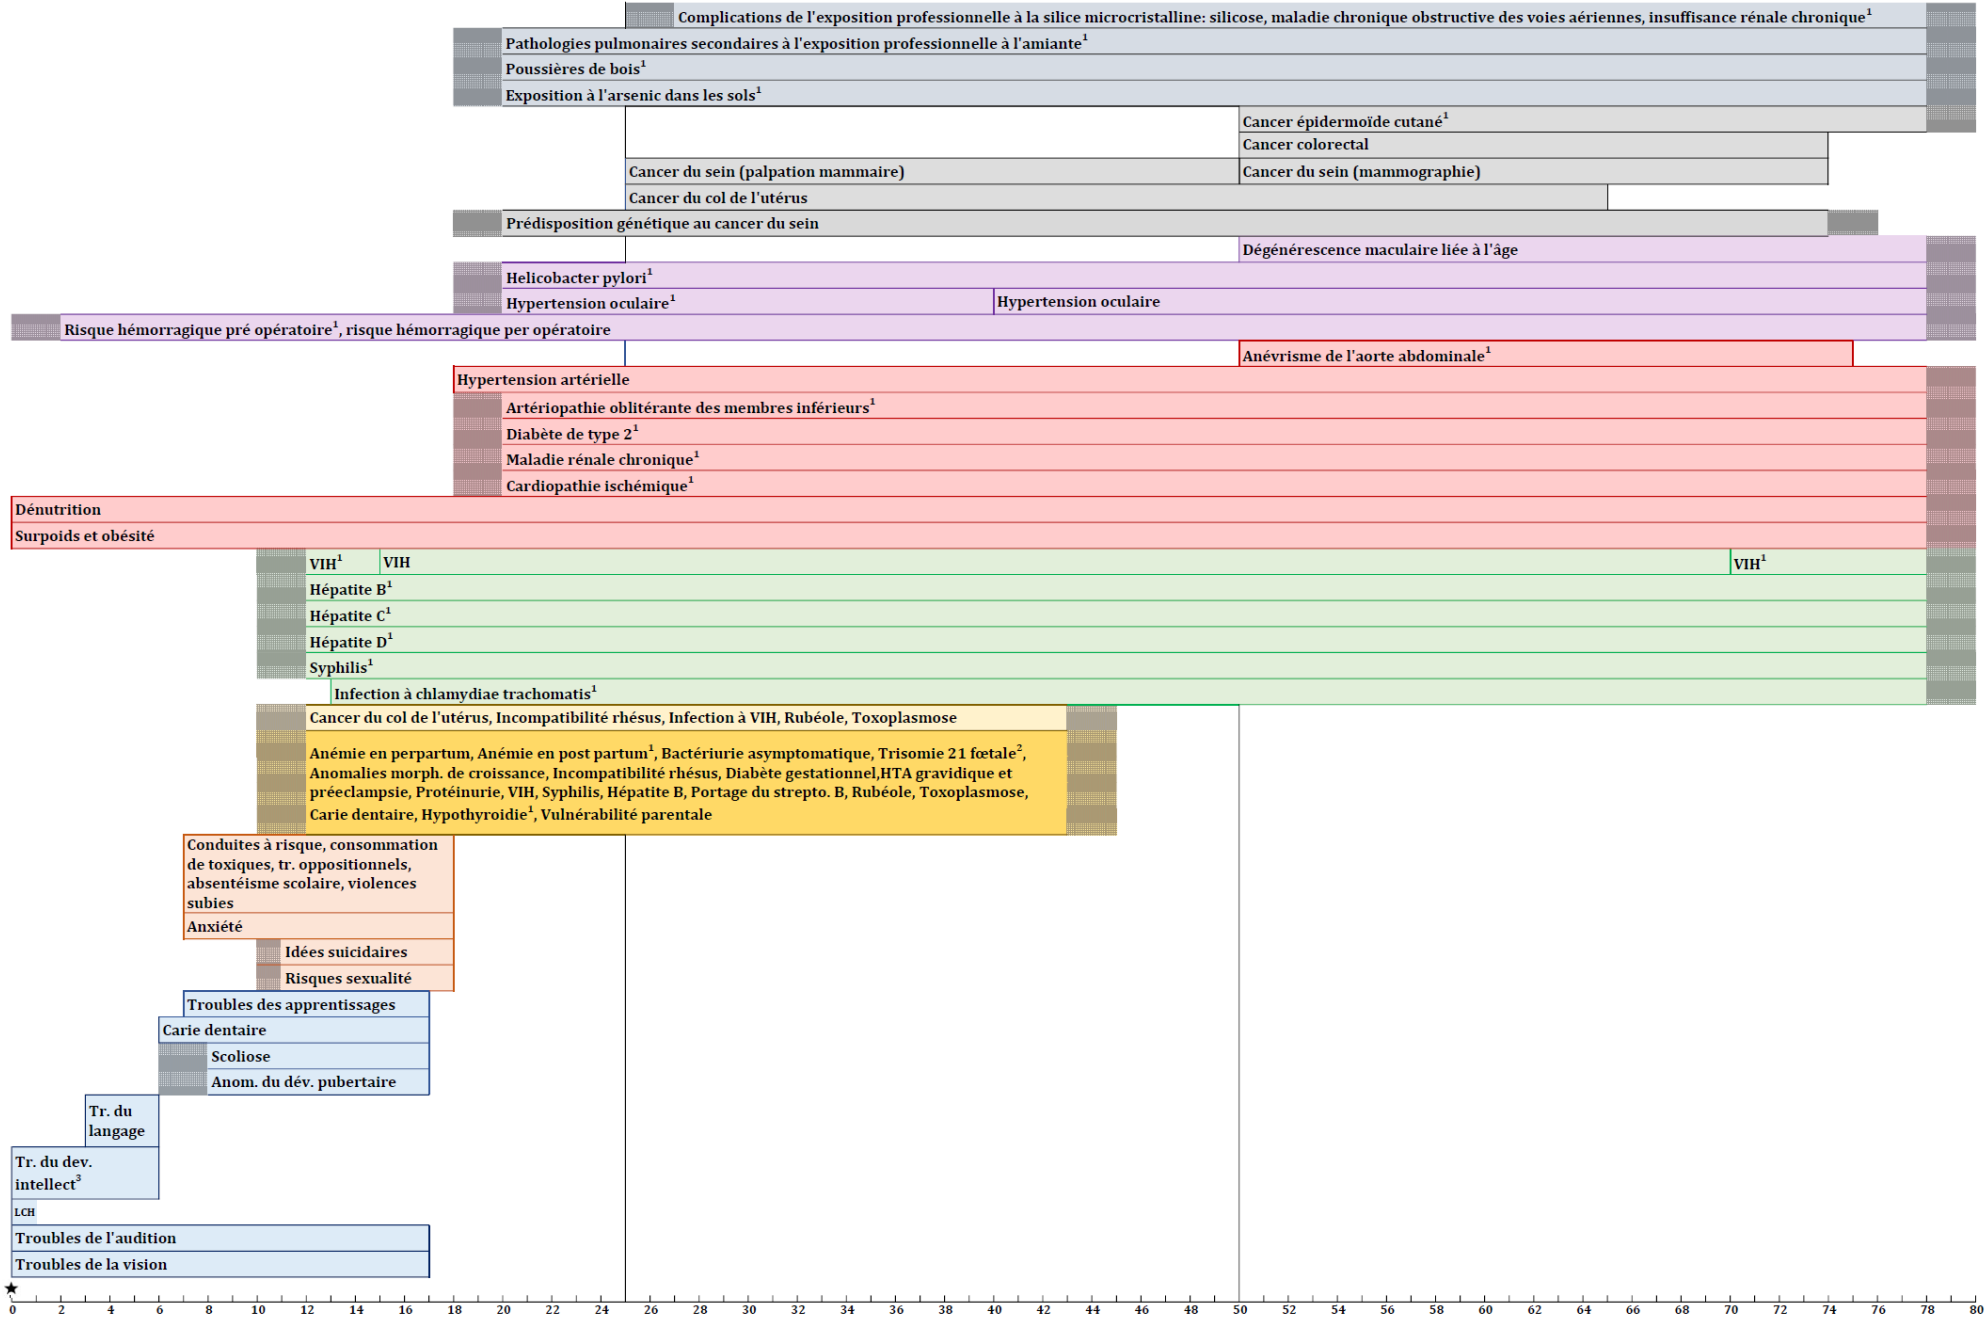 Complications de l'exposition professionnelle à la silice microcristalline: silicose, maladie chronique obstructive des voies aériennes, insuffisance rénale chronique¹
Pathologies pulmonaires secondaires à l'exposition professionnelle à l'amiante¹
Poussières de bois¹
Exposition à l'arsenic dans les sols¹
Cancer épidermoïde cutané¹
Cancer colorectal
Cancer du sein (palpation mammaire) Cancer du sein (mammographie)
Cancer du col de l'utérus
Prédisposition génétique au cancer du sein
Dégénérescence maculaire liée à l'âge
Helicobacter pylori¹
Hypertension oculaire¹ Hypertension oculaire
Risque hémorragique pré opératoire¹, risque hémorragique per opératoire
Anévrisme de l'aorte abdominale¹
Hypertension artérielle
Artériopathie oblitérante des membres inférieurs¹
Diabète de type 2¹
Maladie rénale chronique¹
Cardiopathie ischémique¹
Dénutrition
Surpoids et obésité
VIH¹ VIH VIH¹
Hépatite B¹
Hépatite C¹
Hépatite D¹
Syphilis¹
Infection à chlamydiae trachomatis¹
Cancer du col de l'utérus, Incompatibilité rhésus, Infection à VIH, Rubéole, Toxoplasmose
Anémie en perpartum, Anémie en post partum¹, Bactériurie asymptomatique, Trisomie 21 fœtale²,
Anomalies morph. de croissance, Incompatibilité rhésus, Diabète gestationnel,HTA gravidique et
préeclampsie, Protéinurie, VIH, Syphilis, Hépatite B, Portage du strepto. B, Rubéole, Toxoplasmose,
Carie dentaire, Hypothyroidie¹, Vulnérabilité parentale
Conduites à risque, consommation
de toxiques, tr. oppositionnels,
absentéisme scolaire, violences
subies
Anxiété
Idées suicidaires
Risques sexualité
Troubles des apprentissages
Carie dentaire
Scoliose
Anom. du dév. pubertaire
Tr. du
langage
Tr. du dev.
intellect³
LCH
Troubles de l'audition
Troubles de la vision
0 2 4 6 8 10 12 14 16 18 20 22 24 26 28 30 32 34 36 38 40 42 44 46 48 50 52 54 56 58 60 62 64 66 68 70 72 74 76 78 80